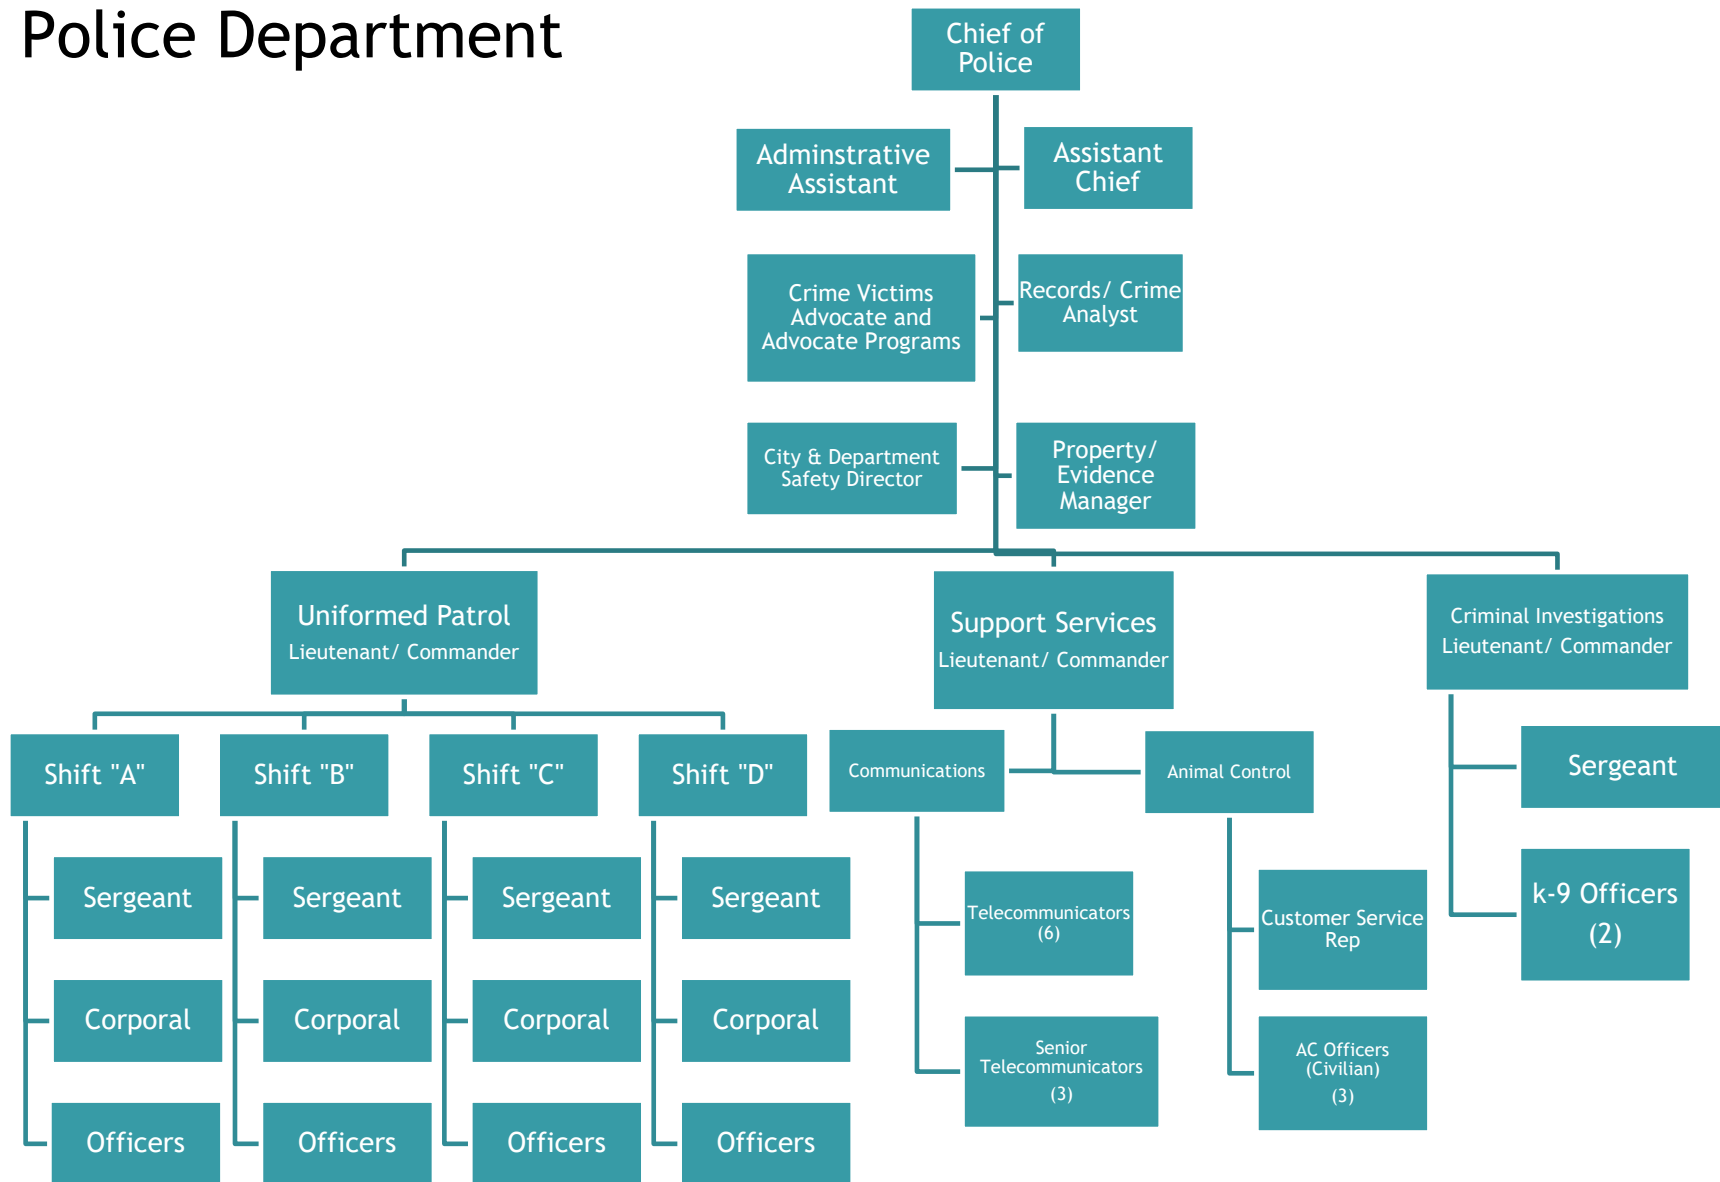 Police Department
Chief of
Police
Adminstrative
Assistant
Assistant
Chief
Crime Victims
Advocate and
Advocate Programs
Records/ Crime
Analyst
City & Department
Safety Director
Property/
Evidence
Manager
Uniformed Patrol
Lieutenant/ Commander
Support Services
Lieutenant/ Commander
Criminal Investigations
Lieutenant/ Commander
Shift "A"
Shift "B"
Shift "C"
Shift "D"
Communications
Animal Control
Sergeant
Sergeant
Sergeant
Sergeant
Sergeant
Telecommunicators
(6)
Customer Service
Rep
k-9 Officers
(2)
Corporal
Corporal
Corporal
Corporal
Senior
Telecommunicators
(3)
AC Officers
(Civilian)
(3)
Officers
Officers
Officers
Officers